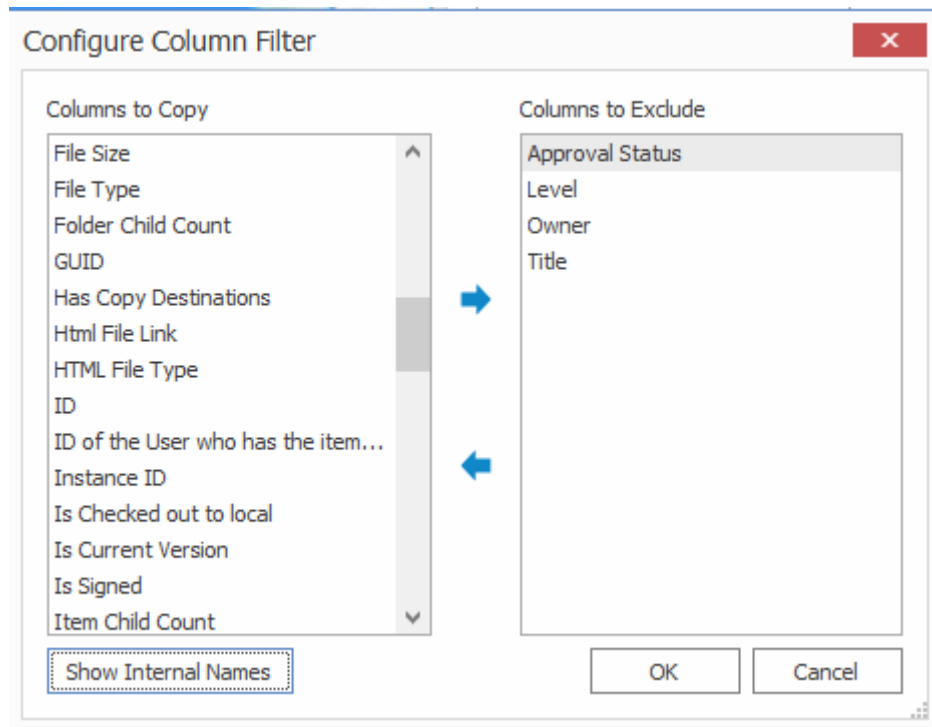 Configure Column Filter
Columns to Copy
File Size
File Type
Folder Child Count
GUID
Has Copy Destinations
Html File Link
HTML File Type
ID
ID of the User who has the item...
Instance ID
Is Checked out to local
Is Current Version
Is Signed
Item Child Count
Show Internal Names
Columns to Exclude
Approval Status
Level
Owner
Title
OK
Cancel